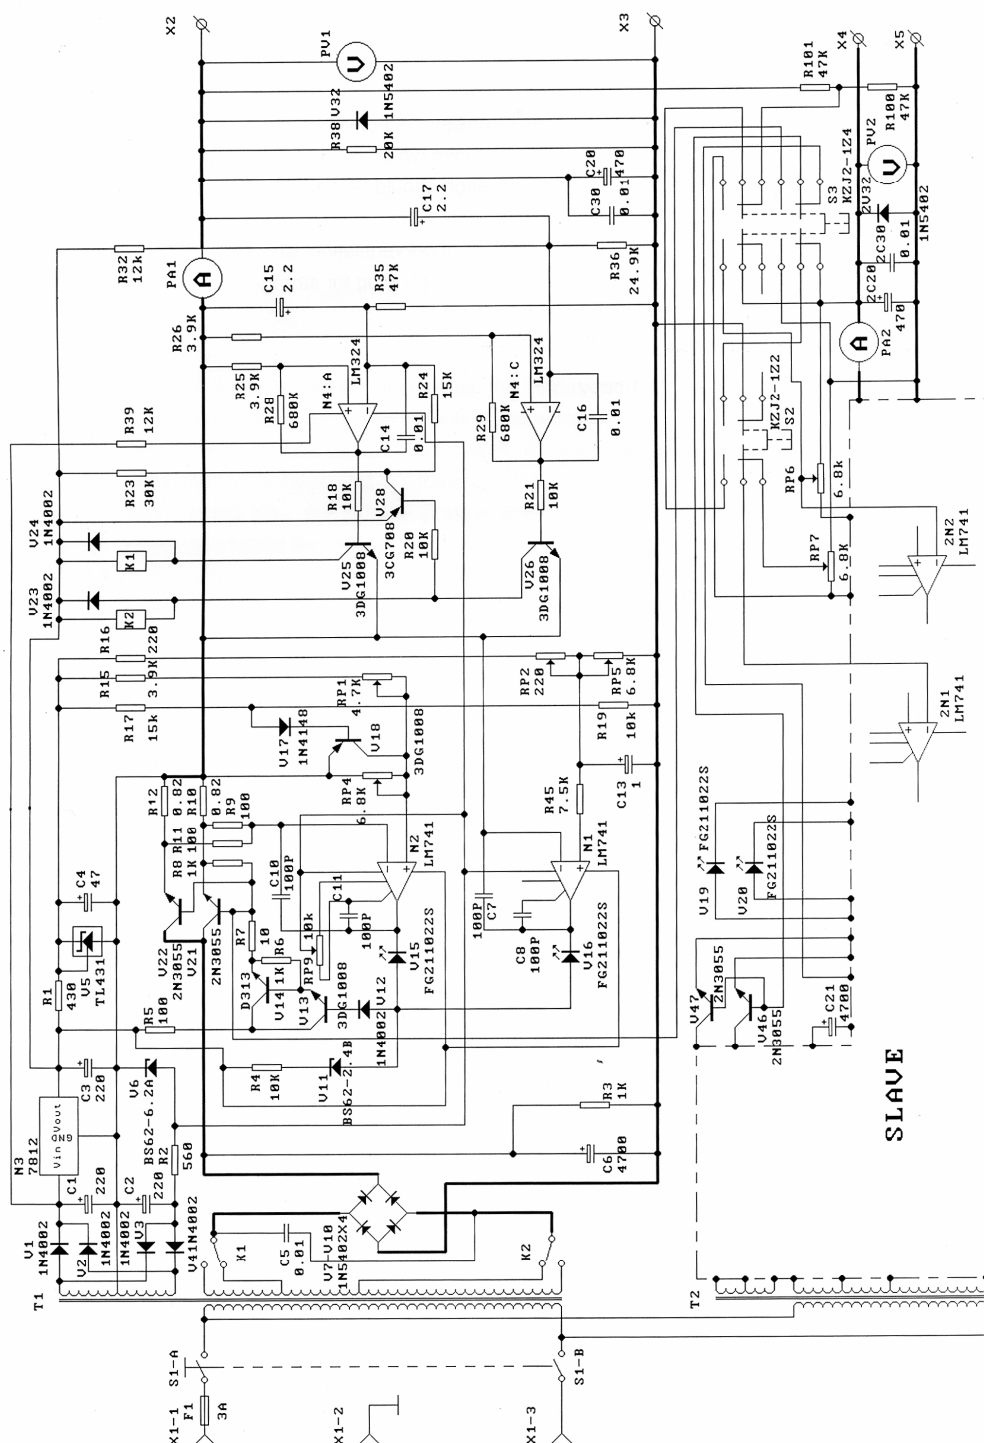 X2
X3
X4
X5
PV1
V
R38
V32
1N5402
20K
R101
47K
R100
47K
PV2
V
C20
470
C30
0.01
C17
2.2
S3
KZJ2-1Z4
2V32
1N5402
2C30
0.01
2C20
470
R32
12k
PA1
A
C15
2.2
R35
47K
R36
24.9K
PA2
A
R26
3.9K
R25
3.9K
R28
680K
N4:A
LM324
R24
15K
C14
0.01
R29
680K
N4:C
LM324
C16
0.01
KZJ2-1Z2
S2
R39
12K
R23
30K
R18
10K
V28
3CG708
R20
10K
R21
10K
RP6
6.8k
V24
1N4002
K1
V25
3DG1008
V26
3DG1008
RP7
6.8K
2N2
LM741
V23
1N4002
K2
R16
220
R15
3.9K
R17
15k
RP1
4.7K
RP2
220
RP5
6.8K
V17
1N4148
V18
3DG1008
R19
10k
2N1
LM741
R12
0.82
R10
0.82
R9
100
R11
100
R8
1K
RP4
6.8K
R45
7.5K
C13
1
C4
47
V22
2N3055
V21
2N3055
C10
100P
C11
100P
N2
LM741
C7
100P
C8
100P
N1
LM741
V19
FG211022S
V20
FG211022S
V5
TL431
R1
430
R7
10
R6
1K
RP9
10k
V15
FG211022S
V16
FG211022S
R5
100
D313
V14
V13
3DG1008
V12
1N4002
V47
2N3055
V46
2N3055
C21
4700
C3
220
V6
BS62-6.2A
R4
10K
V11
BS62-2.4B
R3
1K
N3
7812
Vin
GND
Vout
R2
560
C6
4700
SLAVE
C1
220
C2
220
V1
1N4002
V2
1N4002
V3
1N4002
V4
1N4002
K1
C5
0.01
V7-V10
1N5402X4
K2
T1
T2
S1-A
S1-B
X1-1
F1
3A
X1-2
X1-3